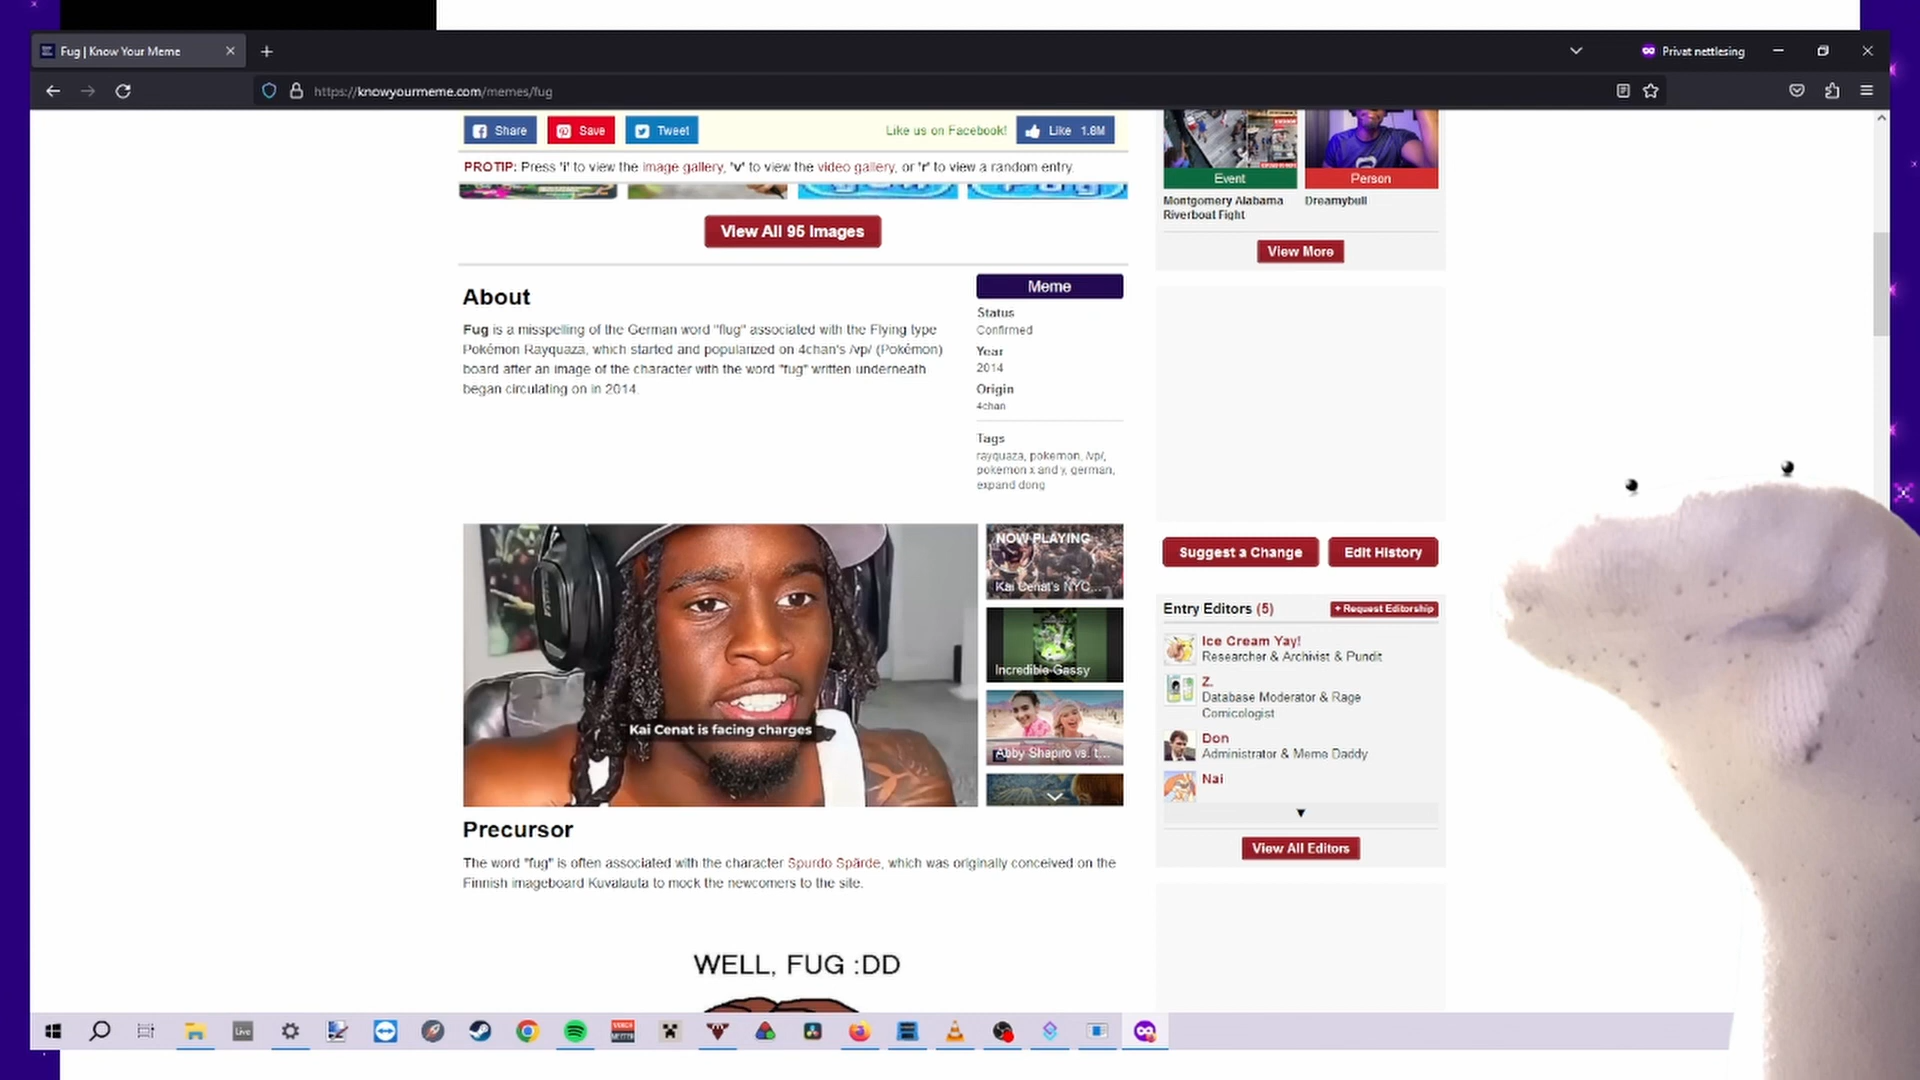 Fug | Know Your Meme
Privat nettlesing
https://knowyourmeme.com/memes/fug
Share
Save
Tweet
Like us on Facebook!
Like 1.8M
PROTIP: Press 'i' to view the image gallery, 'v' to view the video gallery, or 'r' to view a random entry.
View All 95 Images
About
Fug is a misspelling of the German word "flug" associated with the Flying type
Pokémon Rayquaza, which started and popularized on 4chan's /vp/ (Pokémon)
board after an image of the character with the word "fug" written underneath
began circulating on in 2014.
Meme
Status
Confirmed
Year
2014
Origin
4chan
Tags
rayquaza, pokemon, /vp/,
pokemon x and y, german,
expand dong
Kai Cenat is facing charges
NOW PLAYING
Kai Cenat's NYC...
Incredible Gassy
Abby Shapiro vs. t...
Precursor
The word "fug" is often associated with the character Spurdo Spärde, which was originally conceived on the
Finnish imageboard Kuvalauta to mock the newcomers to the site.
WELL, FUG :DD
Event
Person
Montgomery Alabama
Riverboat Fight
Dreamybull
View More
Suggest a Change
Edit History
Entry Editors (5)
+ Request Editorship
Ice Cream Yay!
Researcher & Archivist & Pundit
Z.
Database Moderator & Rage
Comicologist
Don
Administrator & Meme Daddy
Nai
View All Editors
Live